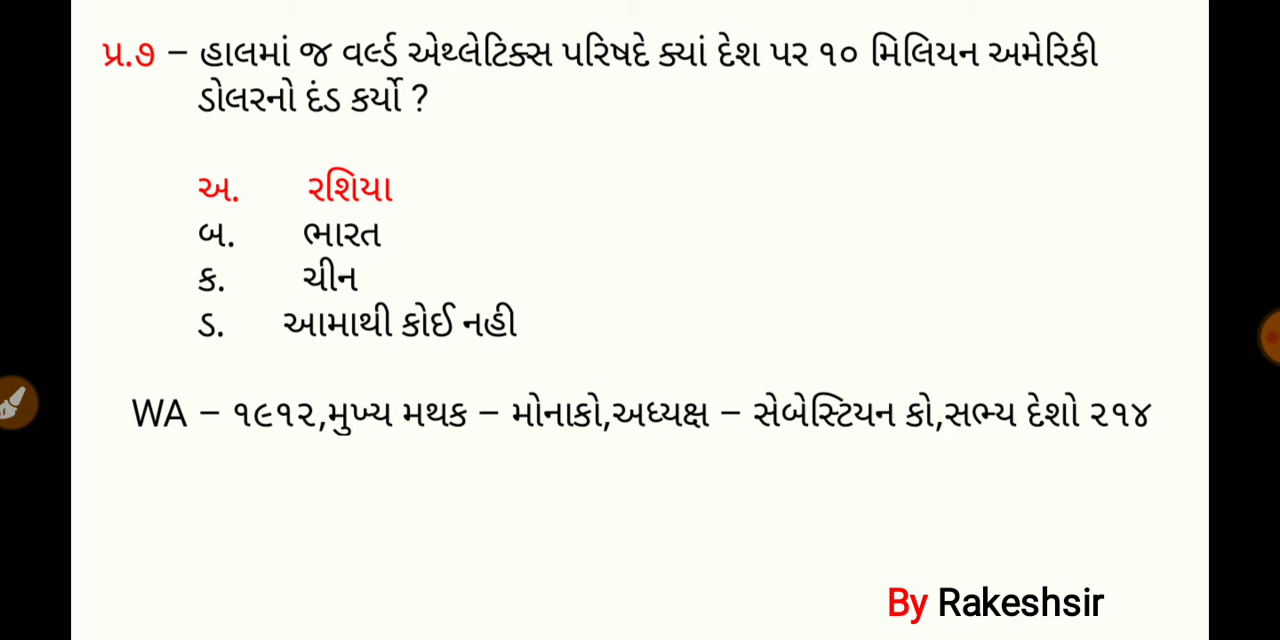 પ્ર.૭ – હાલમાં જ વર્લ્ડ એથ્લેટિક્સ પરિષદે ક્યાં દેશ પર ૧૦ મિલિયન અમેરિકી
ડોલરનો દંડ કર્યો ?
અ. રશિયા
બ. ભારત
ક. ચીન
ડ. આમાથી કોઈ નહી
WA – ૧૯૧૨,મુખ્ય મથક – મોનાકો,અધ્યક્ષ – સેબેસ્ટિયન કો,સભ્ય દેશો ૨૧૪
By Rakeshsir